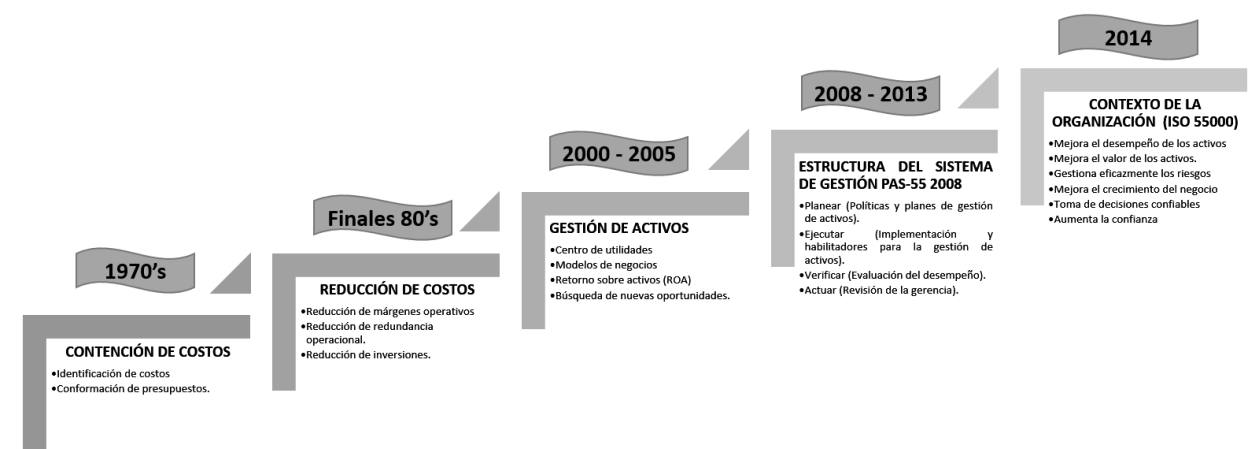 1970's
CONTENCIÓN DE COSTOS
•Identificación de costos
•Conformación de presupuestos.
Finales 80's
REDUCCIÓN DE COSTOS
•Reducción de márgenes operativos
•Reducción de redundancia
operacional.
•Reducción de inversiones.
2000 - 2005
GESTIÓN DE ACTIVOS
•Centro de utilidades
•Modelos de negocios
•Retorno sobre activos (ROA)
•Búsqueda de nuevas oportunidades.
2008 - 2013
ESTRUCTURA DEL SISTEMA
DE GESTIÓN PAS-55 2008
•Planear (Políticas y planes de gestión
de activos).
•Ejecutar (Implementación y
habilitadores para la gestión de
activos).
•Verificar (Evaluación del desempeño).
•Actuar (Revisión de la gerencia).
2014
CONTEXTO DE LA
ORGANIZACIÓN (ISO 55000)
•Mejora el desempeño de los activos
•Mejora el valor de los activos.
•Gestiona eficazmente los riesgos
•Mejora el crecimiento del negocio
•Toma de decisiones confiables
•Aumenta la confianza